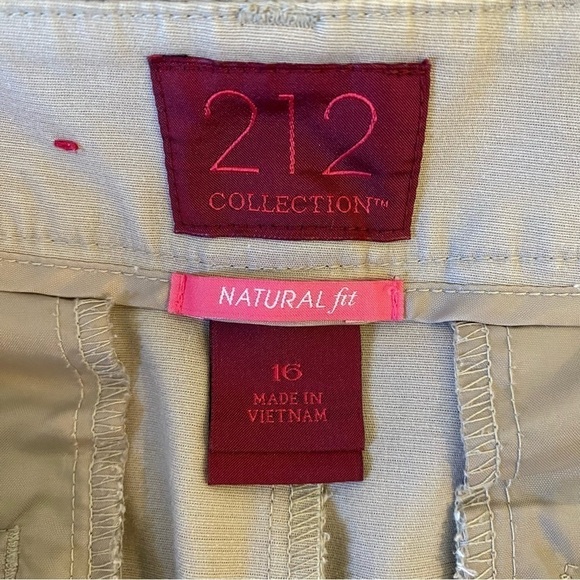 212
COLLECTION™
NATURAL fit
16
MADE IN
VIETNAM